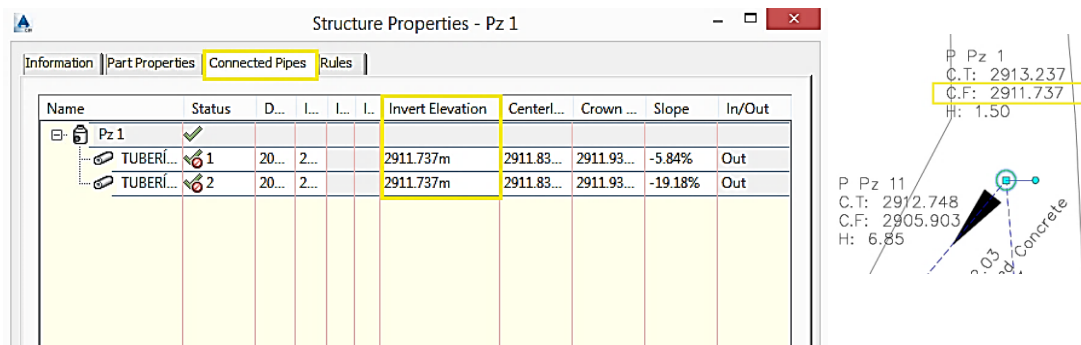 Structure Properties - Pz 1
Information Part Properties Connected Pipes Rules
Name Status D... I... I... I... Invert Elevation Centerl... Crown ... Slope In/Out
Pz 1
TUBERÍ... 1 20... 2... 2911.737m 2911.83... 2911.93... -5.84% Out
TUBERÍ... 2 20... 2... 2911.737m 2911.83... 2911.93... -19.18% Out
P Pz 1
C.T: 2913.237
C.F: 2911.737
H: 1.50
P Pz 11
C.T: 2912.748
C.F: 2905.903
H: 6.85
Concrete